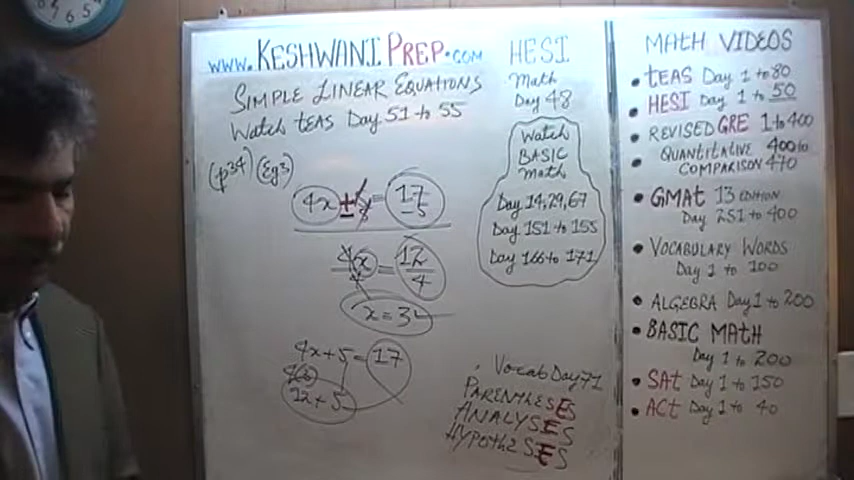 www.KESHWANIPREP.com
SIMPLE LINEAR EQUATIONS
Watch TEAS Day 51 to 55
(P34) (Eg3)
4x + 5 = 17
-5
4x = 12
4 4
x = 3
4x + 5 = 17
4(3)
12 + 5
HESI
Math
Day 48
Watch
BASIC
Math
Day 14,29,67
Day 151 to 155
Day 166 to 171
Vocab Day 71
PARENTHESES
ANALYSES
HYPOTHESES
MATH VIDEOS
• TEAS Day 1 to 80
• HESI Day 1 to 50
• REVISED GRE 1 to 400
• QUANTITATIVE 400 to
COMPARISON 470
• GMAT 13 EDITION
Day 251 to 400
• VOCABULARY WORDS
Day 1 to 100
• ALGEBRA Day 1 to 200
• BASIC MATH
Day 1 to 200
• SAT Day 1 to 150
• ACT Day 1 to 40